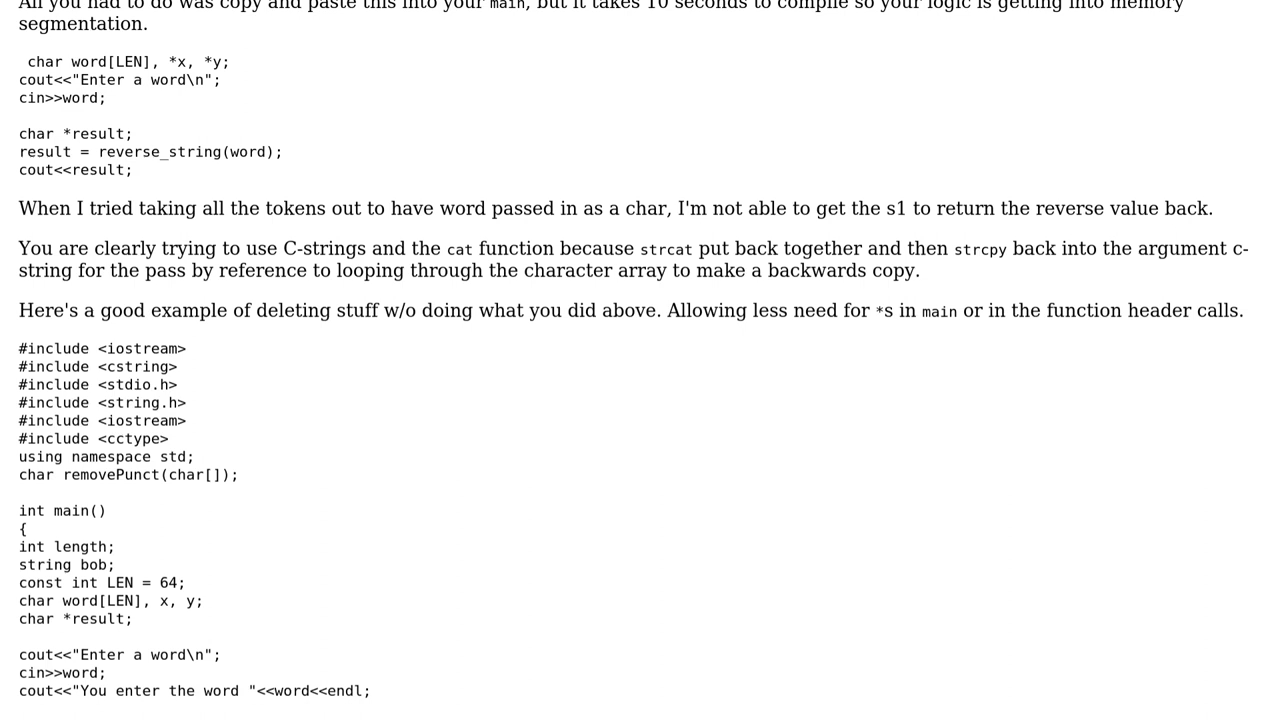 All you had to do was copy and paste this into your main, but it takes 10 seconds to compile so your logic is getting into memory
segmentation.
char word[LEN], *x, *y;
cout<<"Enter a word\n";
cin>>word;
char *result;
result = reverse_string(word);
cout<<result;
When I tried taking all the tokens out to have word passed in as a char, I'm not able to get the s1 to return the reverse value back.
You are clearly trying to use C-strings and the cat function because strcat put back together and then strcpy back into the argument c-
string for the pass by reference to looping through the character array to make a backwards copy.
Here's a good example of deleting stuff w/o doing what you did above. Allowing less need for *s in main or in the function header calls.
#include <iostream>
#include <cstring>
#include <stdio.h>
#include <string.h>
#include <iostream>
#include <cctype>
using namespace std;
char removePunct(char[]);
int main()
{
int length;
string bob;
const int LEN = 64;
char word[LEN], x, y;
char *result;
cout<<"Enter a word\n";
cin>>word;
cout<<"You enter the word "<<word<<endl;